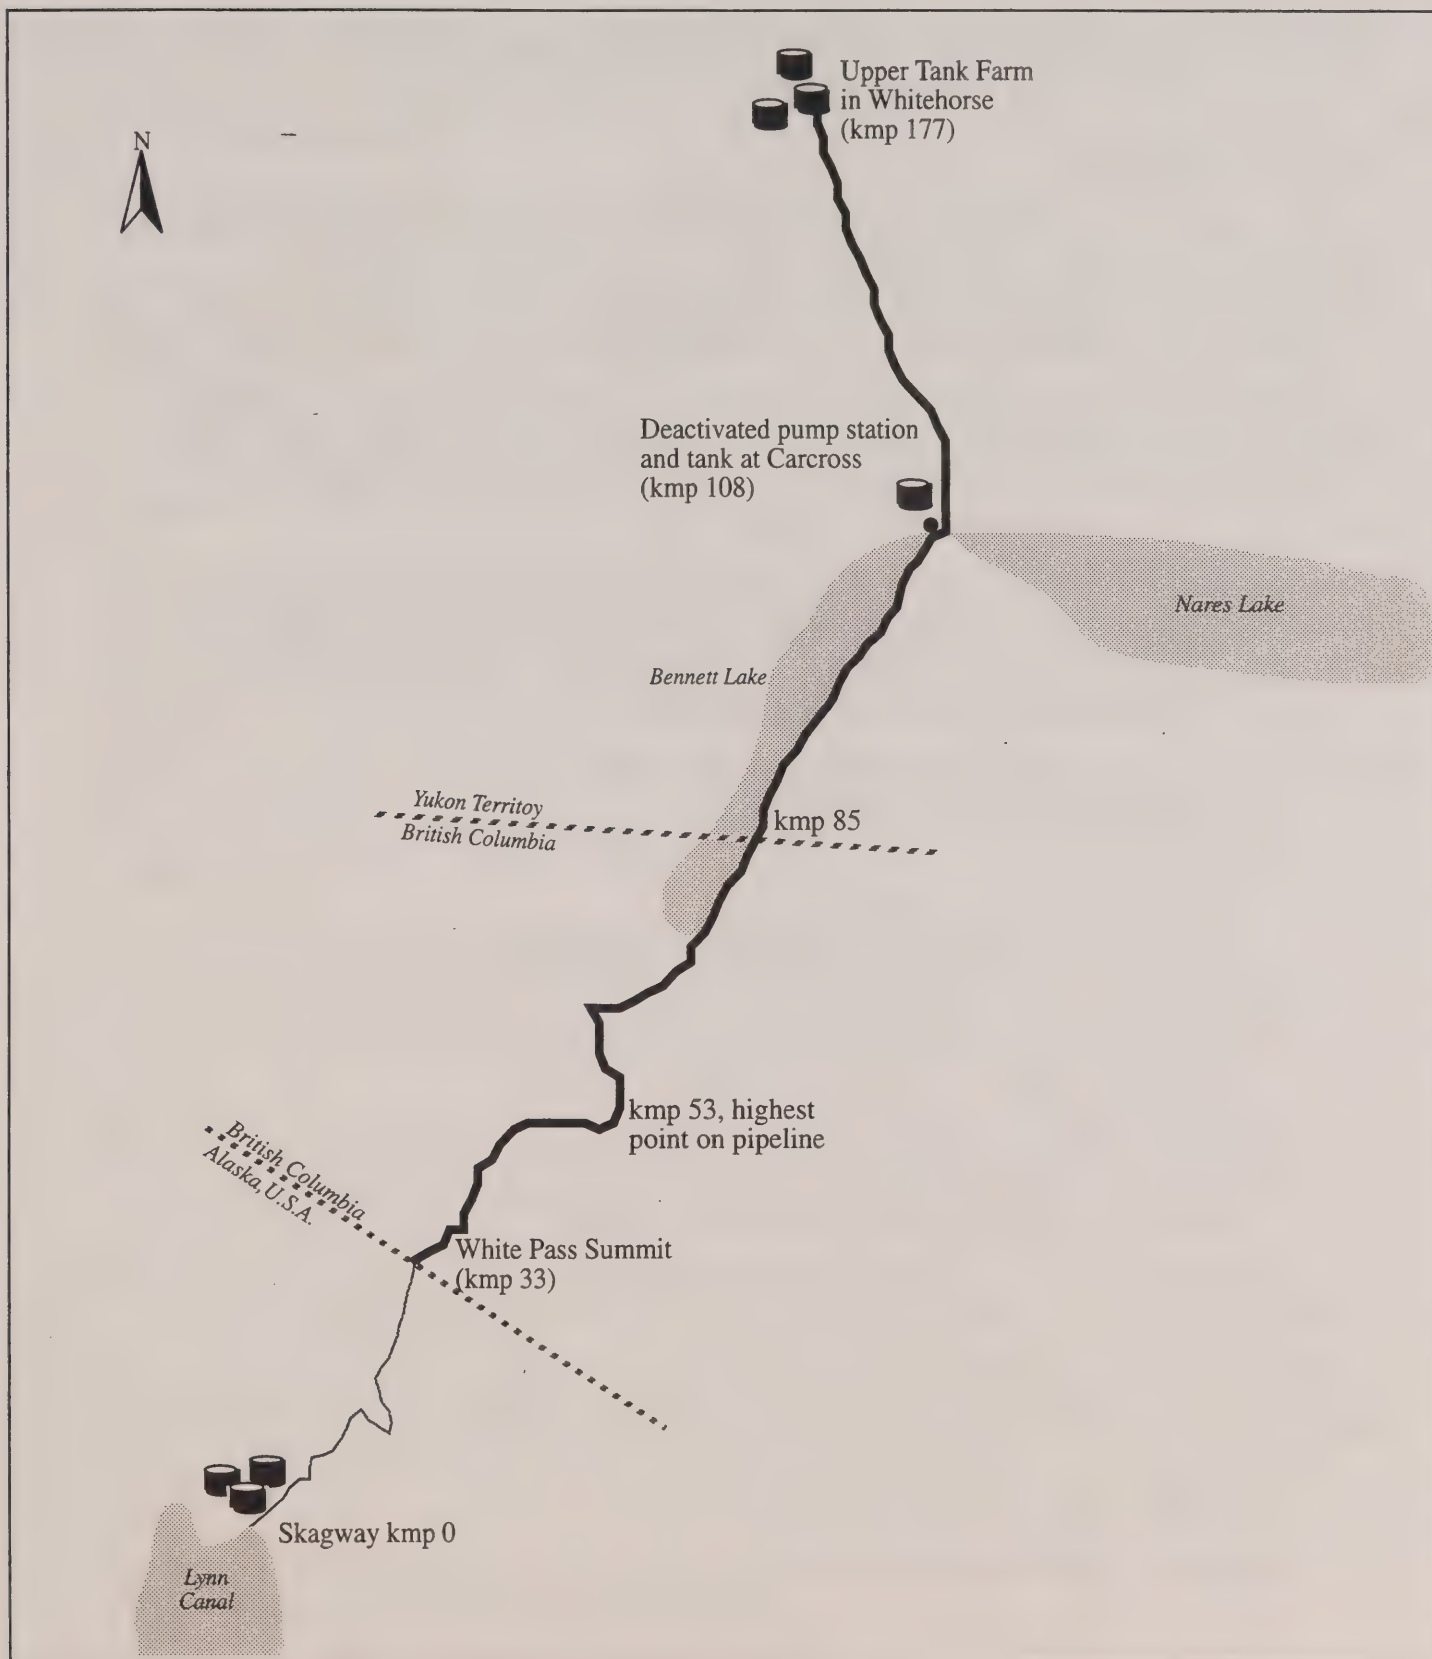 Upper Tank Farm
in Whitehorse
(kmp 177)
N
Deactivated pump station
and tank at Carcross
(kmp 108)
Nares Lake
Bennett Lake
Yukon Territoy
British Columbia
kmp 85
kmp 53, highest
point on pipeline
British Columbia
Alaska, U.S.A.
White Pass Summit
(kmp 33)
Skagway kmp 0
Lynn
Canal